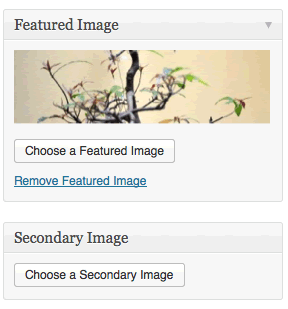 Featured Image
Choose a Featured Image
Remove Featured Image
Secondary Image
Choose a Secondary Image